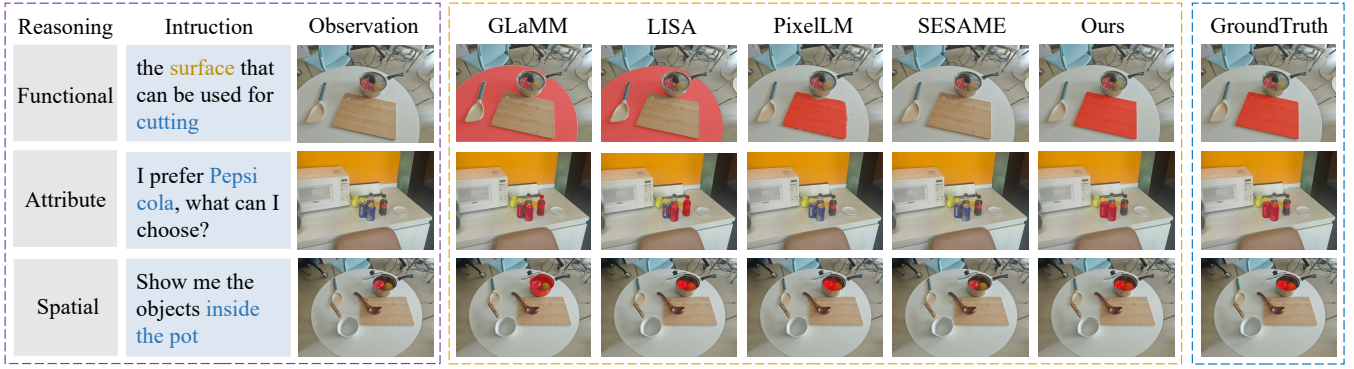 Reasoning
Intruction
Observation
GLaMM
LISA
PixelLM
SESAME
Ours
GroundTruth
Functional
the surface that
can be used for
cutting
Attribute
I prefer Pepsi
cola, what can I
choose?
Spatial
Show me the
objects inside
the pot